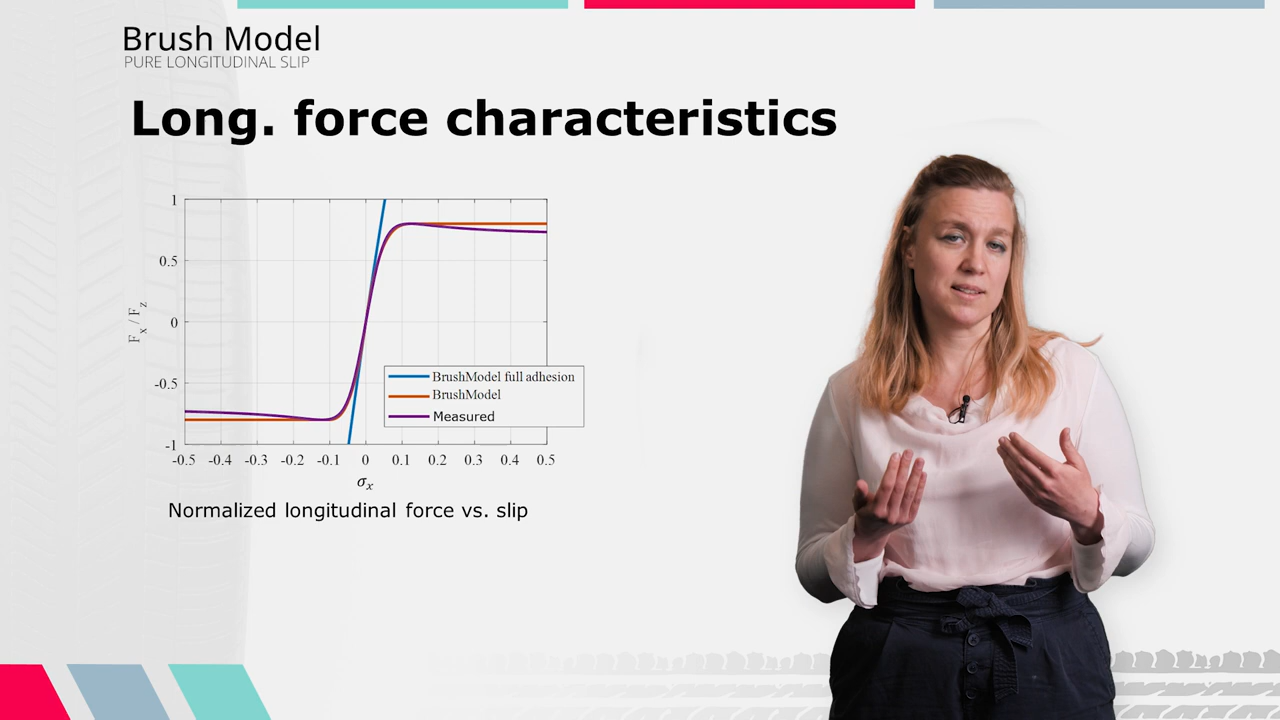 Brush Model
PURE LONGITUDINAL SLIP
Long. force characteristics
1
0.5
0
-0.5
-1
F_x / F_z
BrushModel full adhesion
BrushModel
Measured
-0.5 -0.4 -0.3 -0.2 -0.1 0 0.1 0.2 0.3 0.4 0.5
σ_x
Normalized longitudinal force vs. slip